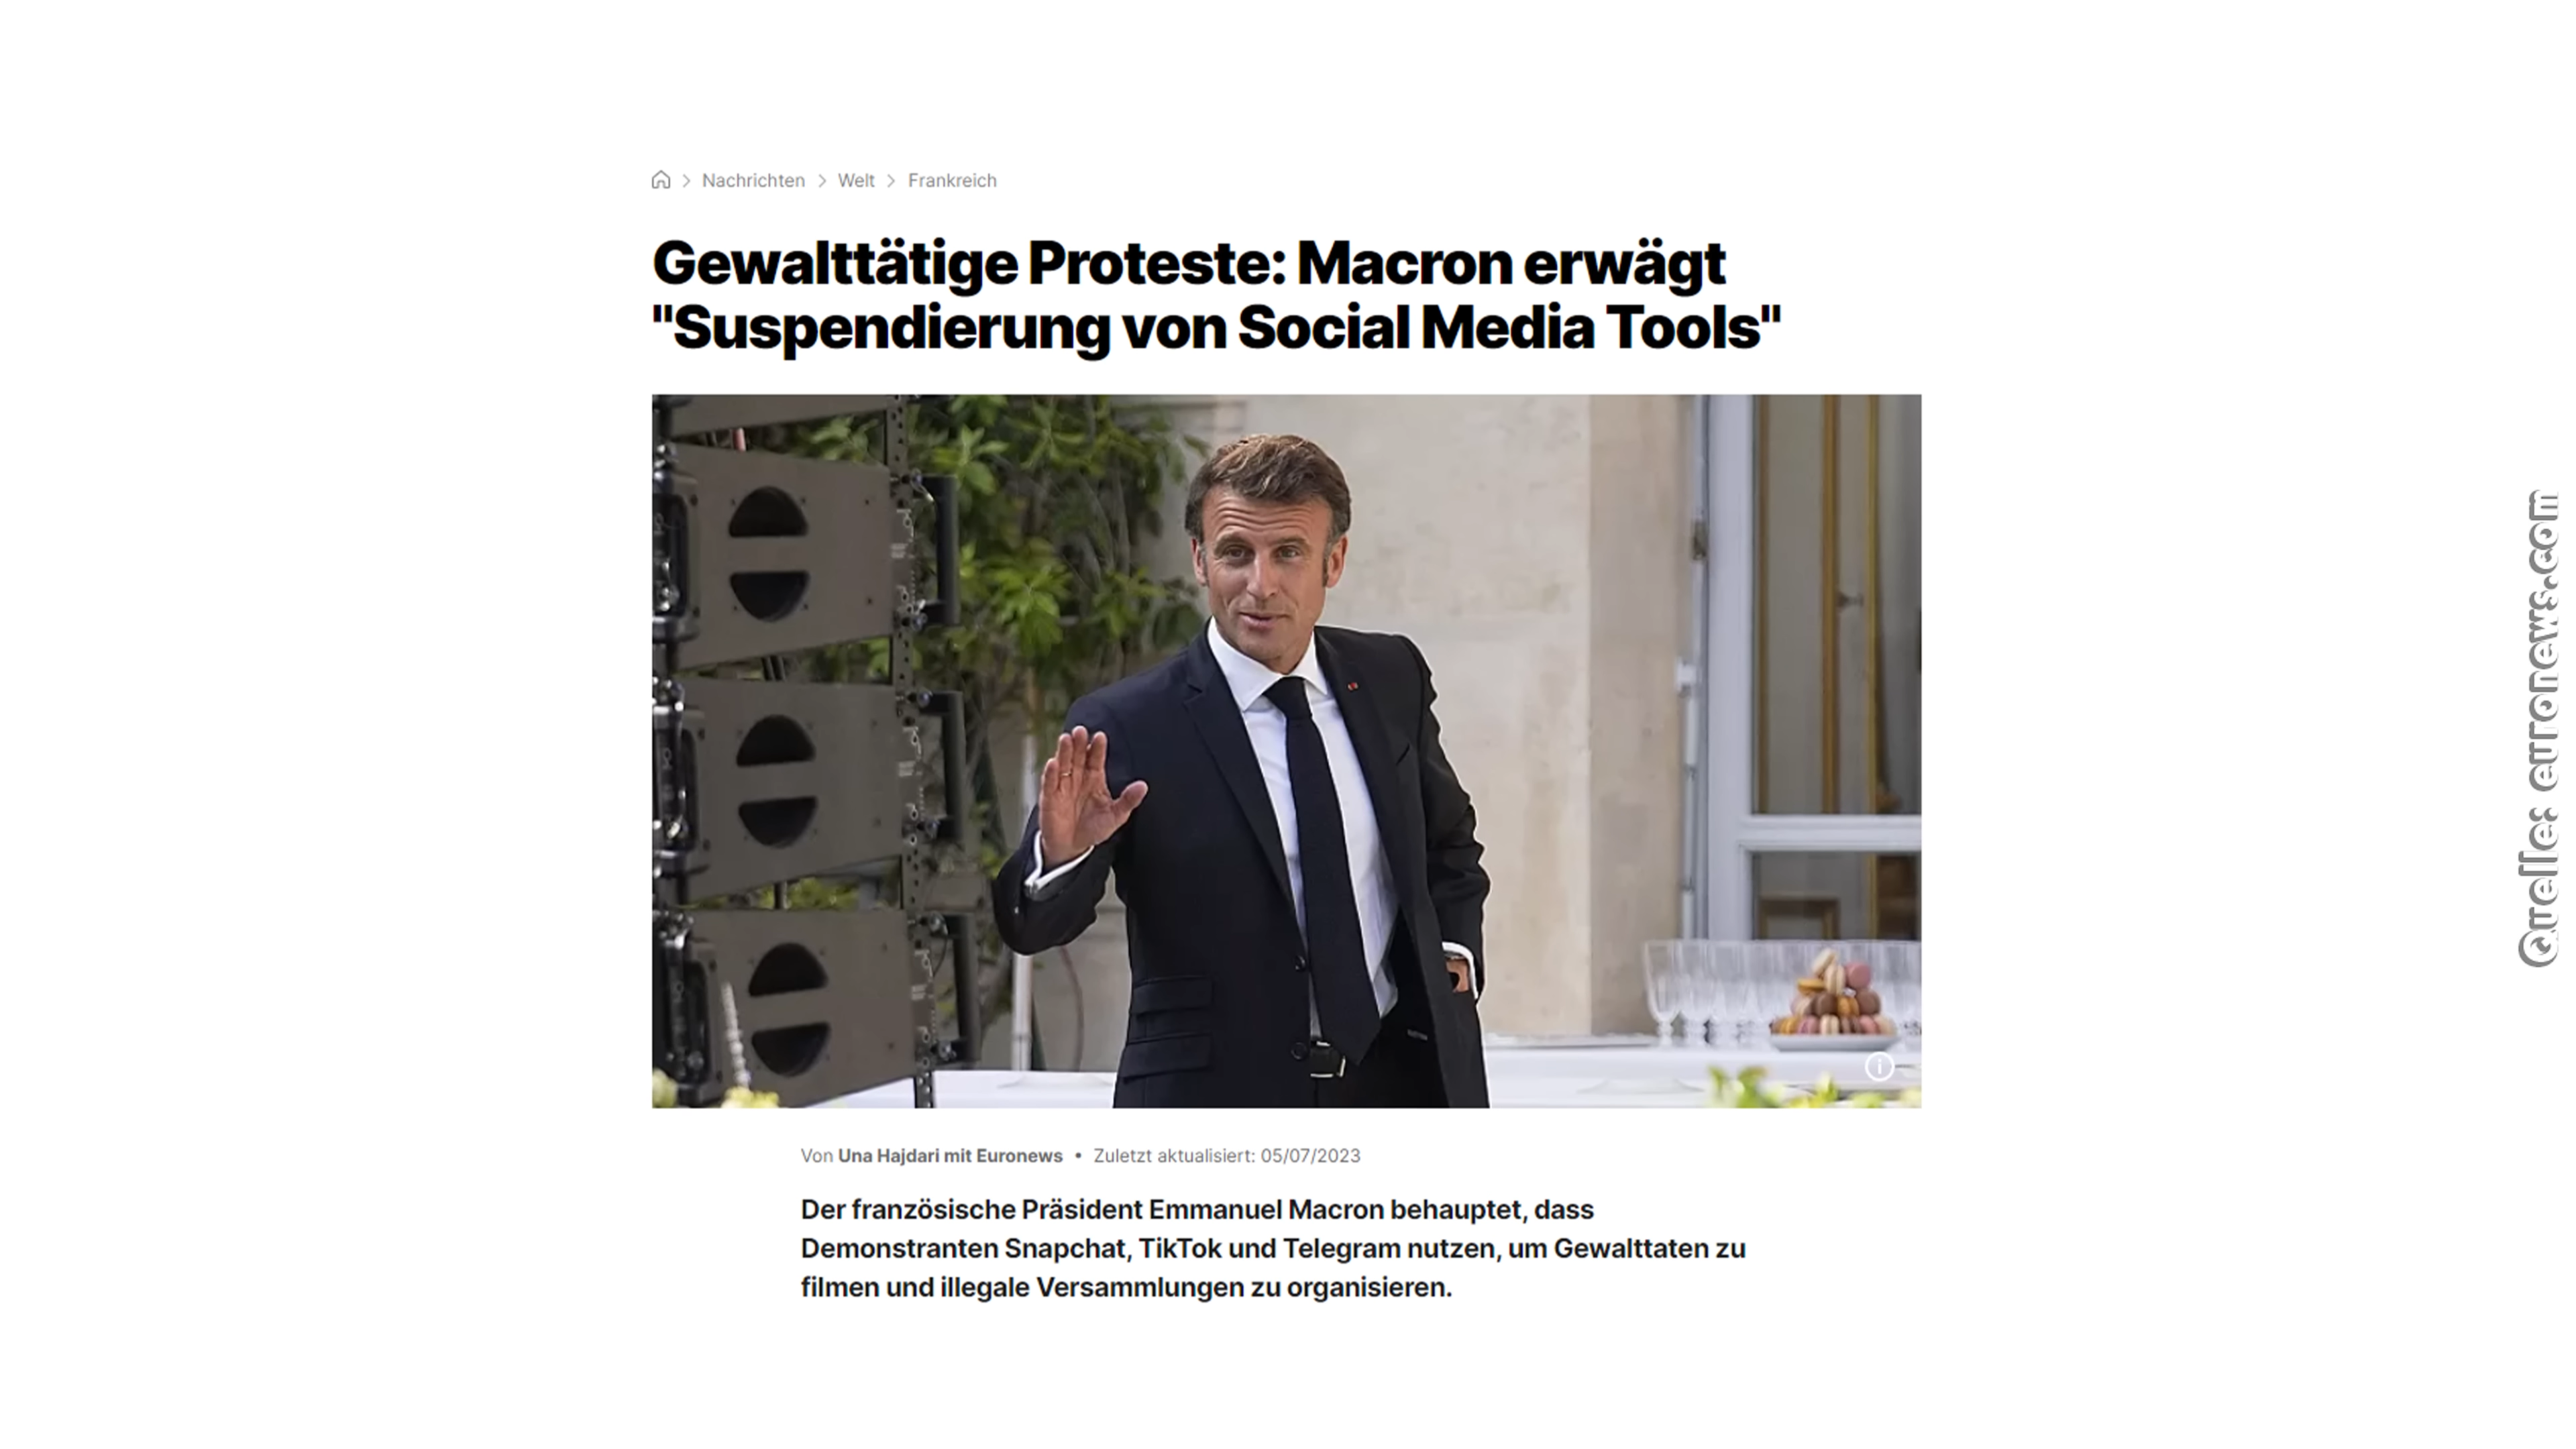 Nachrichten > Welt > Frankreich
Gewalttätige Proteste: Macron erwägt
"Suspendierung von Social Media Tools"
Von Una Hajdari mit Euronews • Zuletzt aktualisiert: 05/07/2023
Der französische Präsident Emmanuel Macron behauptet, dass
Demonstranten Snapchat, TikTok und Telegram nutzen, um Gewalttaten zu
filmen und illegale Versammlungen zu organisieren.
Quelle: euronews.com